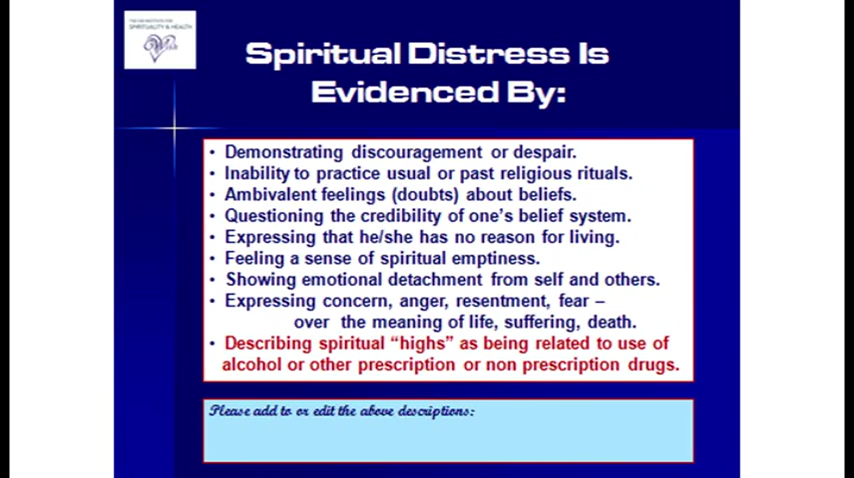 SPIRITUALITY & HEALTH
Spiritual Distress Is
Evidenced By:
• Demonstrating discouragement or despair.
• Inability to practice usual or past religious rituals.
• Ambivalent feelings (doubts) about beliefs.
• Questioning the credibility of one's belief system.
• Expressing that he/she has no reason for living.
• Feeling a sense of spiritual emptiness.
• Showing emotional detachment from self and others.
• Expressing concern, anger, resentment, fear –
over the meaning of life, suffering, death.
• Describing spiritual “highs” as being related to use of
alcohol or other prescription or non prescription drugs.
Please add to or edit the above descriptions: